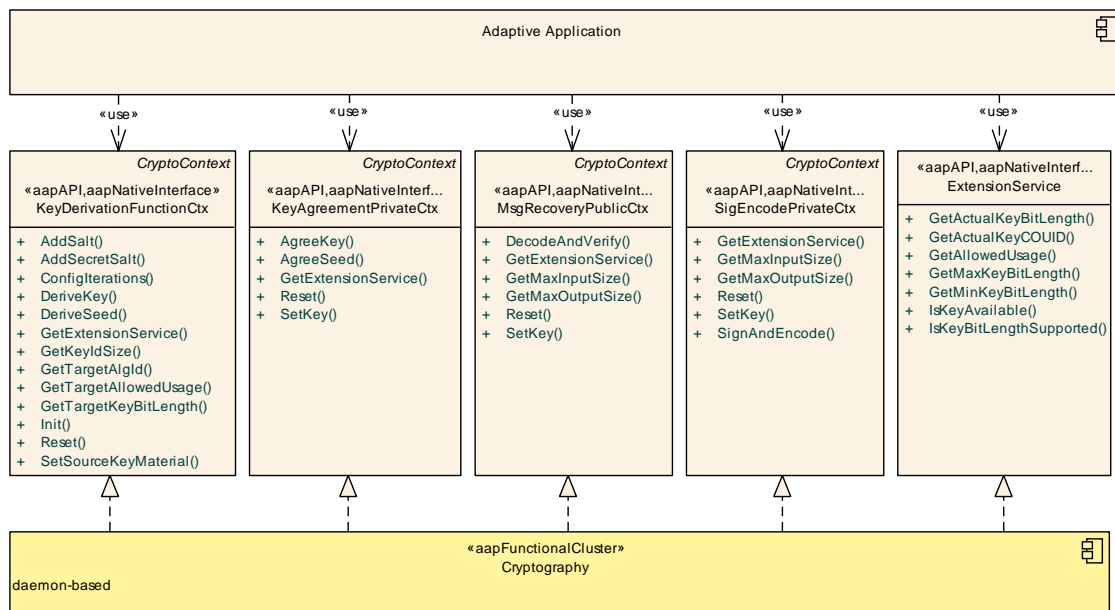 Adaptive Application
«use»
«use»
«use»
«use»
«use»
CryptoContext
«aapAPI,aapNativeInterface»
KeyDerivationFunctionCtx
+ AddSalt()
+ AddSecretSalt()
+ ConfigIterations()
+ DeriveKey()
+ DeriveSeed()
+ GetExtensionService()
+ GetKeyIdSize()
+ GetTargetAlgId()
+ GetTargetAllowedUsage()
+ GetTargetKeyBitLength()
+ Init()
+ Reset()
+ SetSourceKeyMaterial()
CryptoContext
«aapAPI,aapNativeInterf...
KeyAgreementPrivateCtx
+ AgreeKey()
+ AgreeSeed()
+ GetExtensionService()
+ Reset()
+ SetKey()
CryptoContext
«aapAPI,aapNativeInt...
MsgRecoveryPublicCtx
+ DecodeAndVerify()
+ GetExtensionService()
+ GetMaxInputSize()
+ GetMaxOutputSize()
+ Reset()
+ SetKey()
CryptoContext
«aapAPI,aapNativeInt...
SigEncodePrivateCtx
+ GetExtensionService()
+ GetMaxInputSize()
+ GetMaxOutputSize()
+ Reset()
+ SetKey()
+ SignAndEncode()
«aapAPI,aapNativeInterf...
ExtensionService
+ GetActualKeyBitLength()
+ GetActualKeyCOUID()
+ GetAllowedUsage()
+ GetMaxKeyBitLength()
+ GetMinKeyBitLength()
+ IsKeyAvailable()
+ IsKeyBitLengthSupported()
«aapFunctionalCluster»
Cryptography
daemon-based